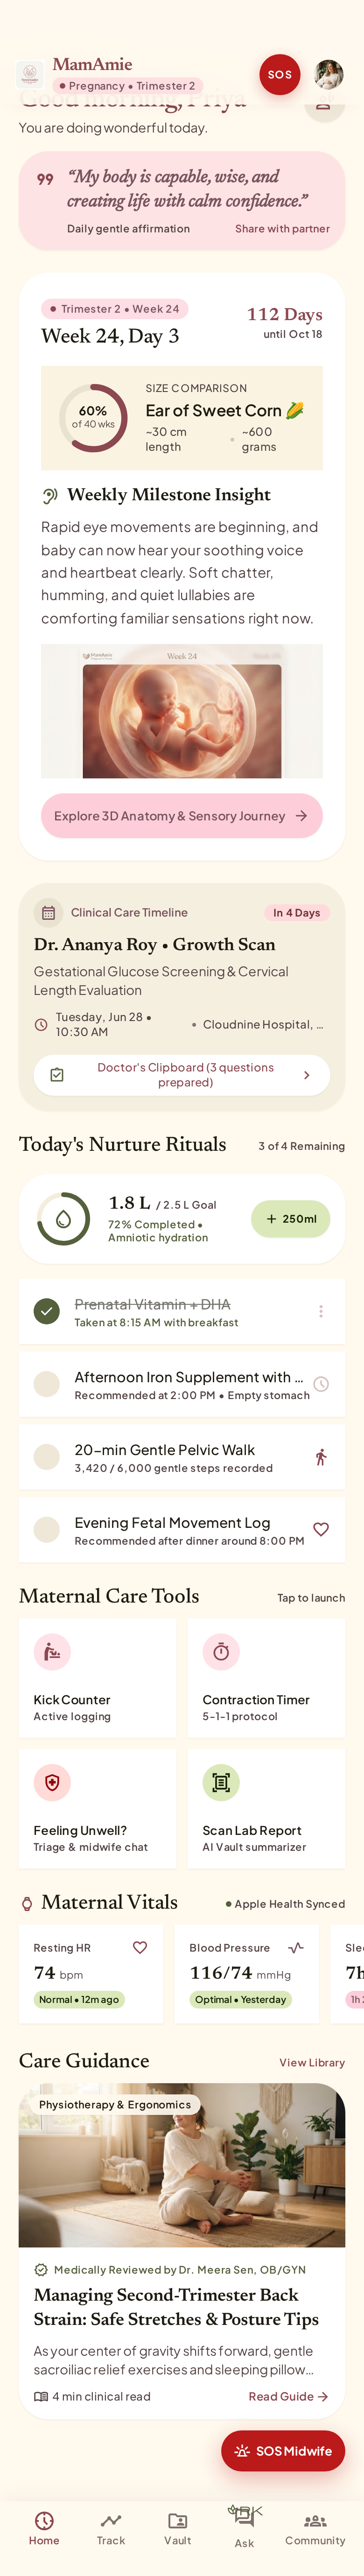 MamAmie
Pregnancy • Trimester 2
SOS
Good morning, Priya
You are doing wonderful today.
“My body is capable, wise, and
creating life with calm confidence.”
Daily gentle affirmation
Share with partner
Trimester 2 • Week 24
112 Days
Week 24, Day 3
until Oct 18
60%
of 40 wks
SIZE COMPARISON
Ear of Sweet Corn 🌽
~30 cm
length
~600
grams
Weekly Milestone Insight
Rapid eye movements are beginning, and
baby can now hear your soothing voice
and heartbeat clearly. Soft chatter,
humming, and quiet lullabies are
comforting familiar sensations right now.
MamAmie
Week 24
Explore 3D Anatomy & Sensory Journey
Clinical Care Timeline
In 4 Days
Dr. Ananya Roy • Growth Scan
Gestational Glucose Screening & Cervical
Length Evaluation
Tuesday, Jun 28 •
10:30 AM
• Cloudnine Hospital, ...
Doctor's Clipboard (3 questions
prepared)
Today's Nurture Rituals
3 of 4 Remaining
1.8 L / 2.5 L Goal
72% Completed •
Amniotic hydration
+ 250ml
Prenatal Vitamin + DHA
Taken at 8:15 AM with breakfast
Afternoon Iron Supplement with ...
Recommended at 2:00 PM • Empty stomach
20-min Gentle Pelvic Walk
3,420 / 6,000 gentle steps recorded
Evening Fetal Movement Log
Recommended after dinner around 8:00 PM
Maternal Care Tools
Tap to launch
Kick Counter
Active logging
Contraction Timer
5-1-1 protocol
Feeling Unwell?
Triage & midwife chat
Scan Lab Report
AI Vault summarizer
Maternal Vitals
Apple Health Synced
Resting HR
74 bpm
Normal • 12m ago
Blood Pressure
116/74 mmHg
Optimal • Yesterday
Slee
7h
1h
Care Guidance
View Library
Physiotherapy & Ergonomics
Medically Reviewed by Dr. Meera Sen, OB/GYN
Managing Second-Trimester Back
Strain: Safe Stretches & Posture Tips
As your center of gravity shifts forward, gentle
sacroiliac relief exercises and sleeping pillow...
4 min clinical read
Read Guide
SOS Midwife
Home
Track
Vault
Ask
Community